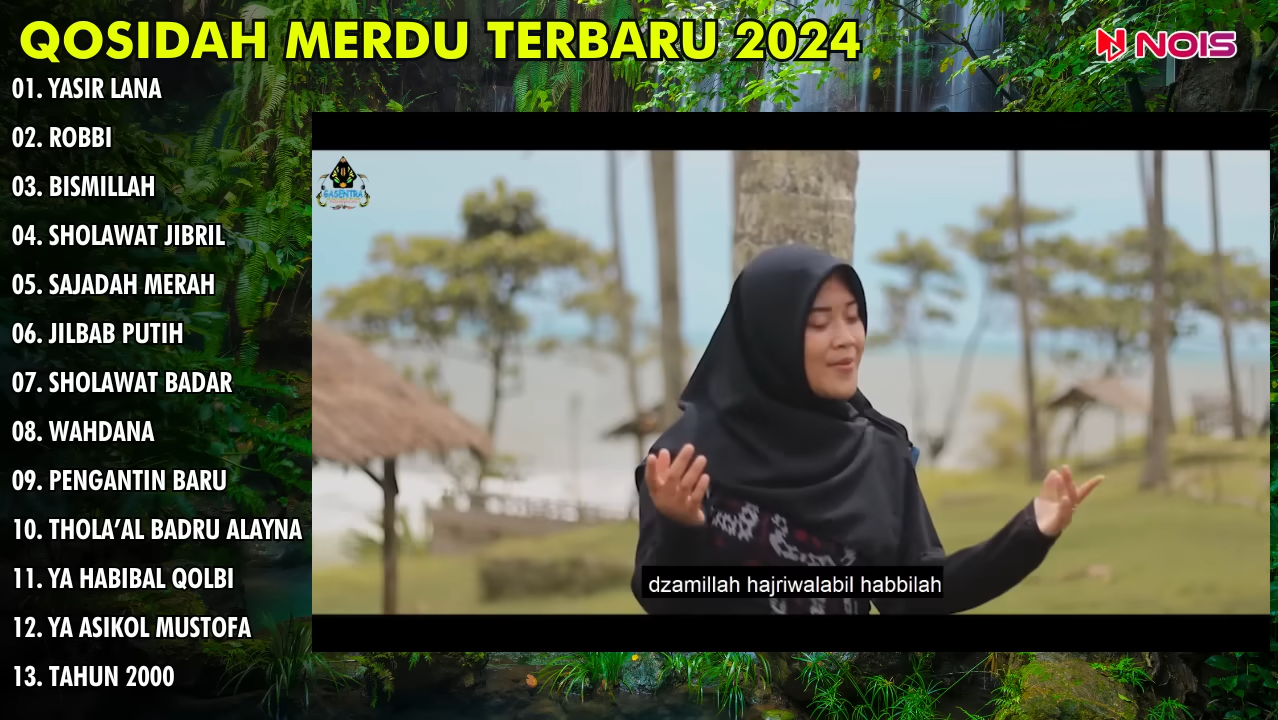 QOSIDAH MERDU TERBARU 2024
NOIS
01. YASIR LANA
02. ROBBI
03. BISMILLAH
04. SHOLAWAT JIBRIL
05. SAJADAH MERAH
06. JILBAB PUTIH
07. SHOLAWAT BADAR
08. WAHDANA
09. PENGANTIN BARU
10. THOLA’AL BADRU ALAYNA
11. YA HABIBAL QOLBI
12. YA ASIKOL MUSTOFA
13. TAHUN 2000
GASENTRA
dzamillah hajriwalabil habbilah